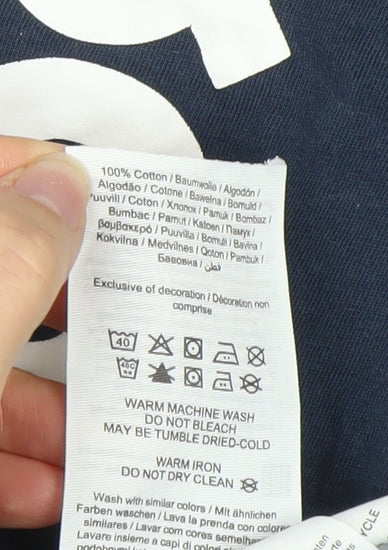 100% Cotton / Baumwolle / Algodón /
Algodão / Cotone / Bawełna / Bomuld /
Puuvill / Coton / Хлопок / Pamuk / Bombaz /
Bumbac / Pamut / Katoen / Памук /
βαμβακερό / Puuvilla / Bomull / Bavlna /
Kokvilna / Medvilnės / Qoton / Pambuk /
Бавовна / قطن /
Exclusive of decoration / Décoration non
comprise
40
40C
WARM MACHINE WASH
DO NOT BLEACH
MAY BE TUMBLE DRIED-COLD
WARM IRON
DO NOT DRY CLEAN
Wash with similar colors / Mit ähnlichen
Farben waschen / Lava la prenda con colores
similares / Lavar com cores semelhantes
Lavare insieme a capi di colori
CYCLE